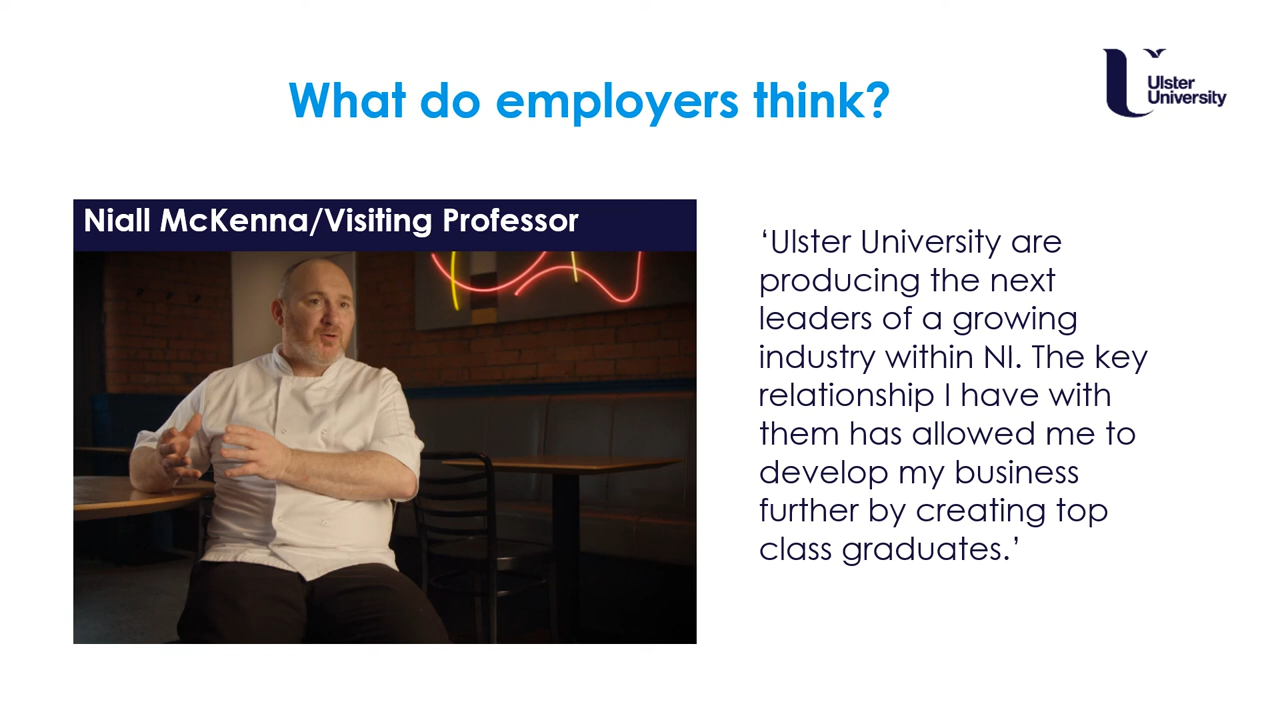 What do employers think?
Ulster
University
Niall McKenna/Visiting Professor
‘Ulster University are
producing the next
leaders of a growing
industry within NI. The key
relationship I have with
them has allowed me to
develop my business
further by creating top
class graduates.’